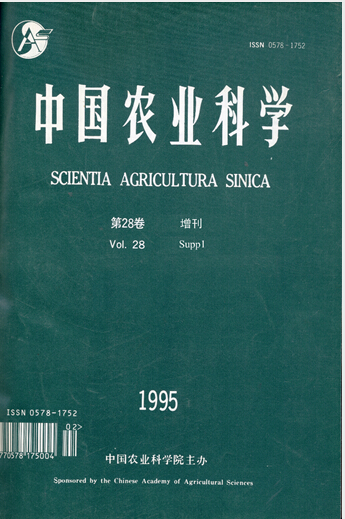 ISSN 0578-1752
中国农业科学
SCIENTIA AGRICULTURA SINICA
第28卷 增刊
Vol. 28 Suppl
1995
ISSN 0578-1752
02>
770578175004
中国农业科学院主办
Sponsored by the Chinese Academy of Agricultural Sciences